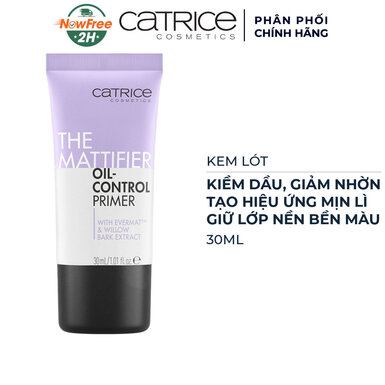 NowFree
2H
CATRICE
COSMETICS
PHÂN PHỐI
CHÍNH HÃNG
CATRICE
COSMETICS
THE
MATTIFIER
OIL-
CONTROL
PRIMER
WITH EVERMAT™
& WILLOW
BARK EXTRACT
30mL/1.01 fl.oz.℮
KEM LÓT
KIỀM DẦU, GIẢM NHỜN
TẠO HIỆU ỨNG MỊN LÌ
GIỮ LỚP NỀN BỀN MÀU
30ML